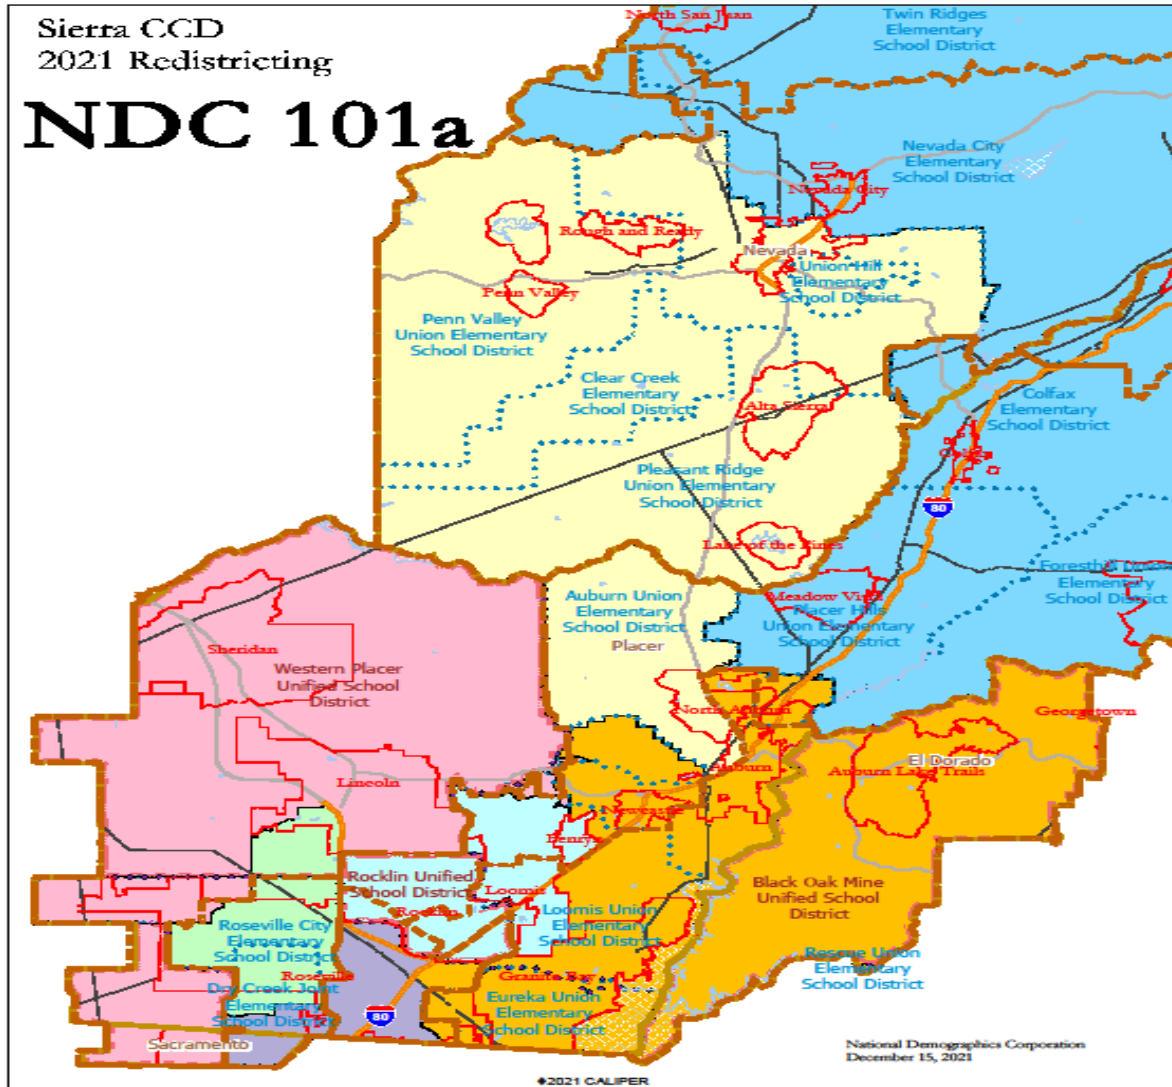 Sierra CCD
2021 Redistricting
NDC 101a
North San Juan
Twin Ridges
Elementary
School District
Nevada City
Elementary
School District
Nevada City
Rough and Ready
Nevada
Union Hill
Elementary
School District
Penn Valley
Penn Valley
Union Elementary
School District
Clear Creek
Elementary
School District
Alta Sierra
Colfax
Elementary
School District
Colfax
Pleasant Ridge
Union Elementary
School District
80
Lake of the Pines
Foresthill Union
Elementary
School District
Meadow Vista
Placer Hills
Union Elementary
School District
Auburn Union
Elementary
School District
Placer
Sheridan
Western Placer
Unified School
District
North Auburn
Georgetown
El Dorado
Auburn Lake Trails
Auburn
Lincoln
Newcastle
Penryn
Rocklin Unified
School District
Loomis
Rocklin
Black Oak Mine
Unified School
District
Loomis Union
Elementary
School District
Roseville City
Elementary
School District
Roseville
Granite Bay
Rescue Union
Elementary
School District
Dry Creek Joint
Elementary
School District
Eureka Union
Elementary
School District
80
Sacramento
National Demographics Corporation
December 15, 2021
©2021 CALIPER